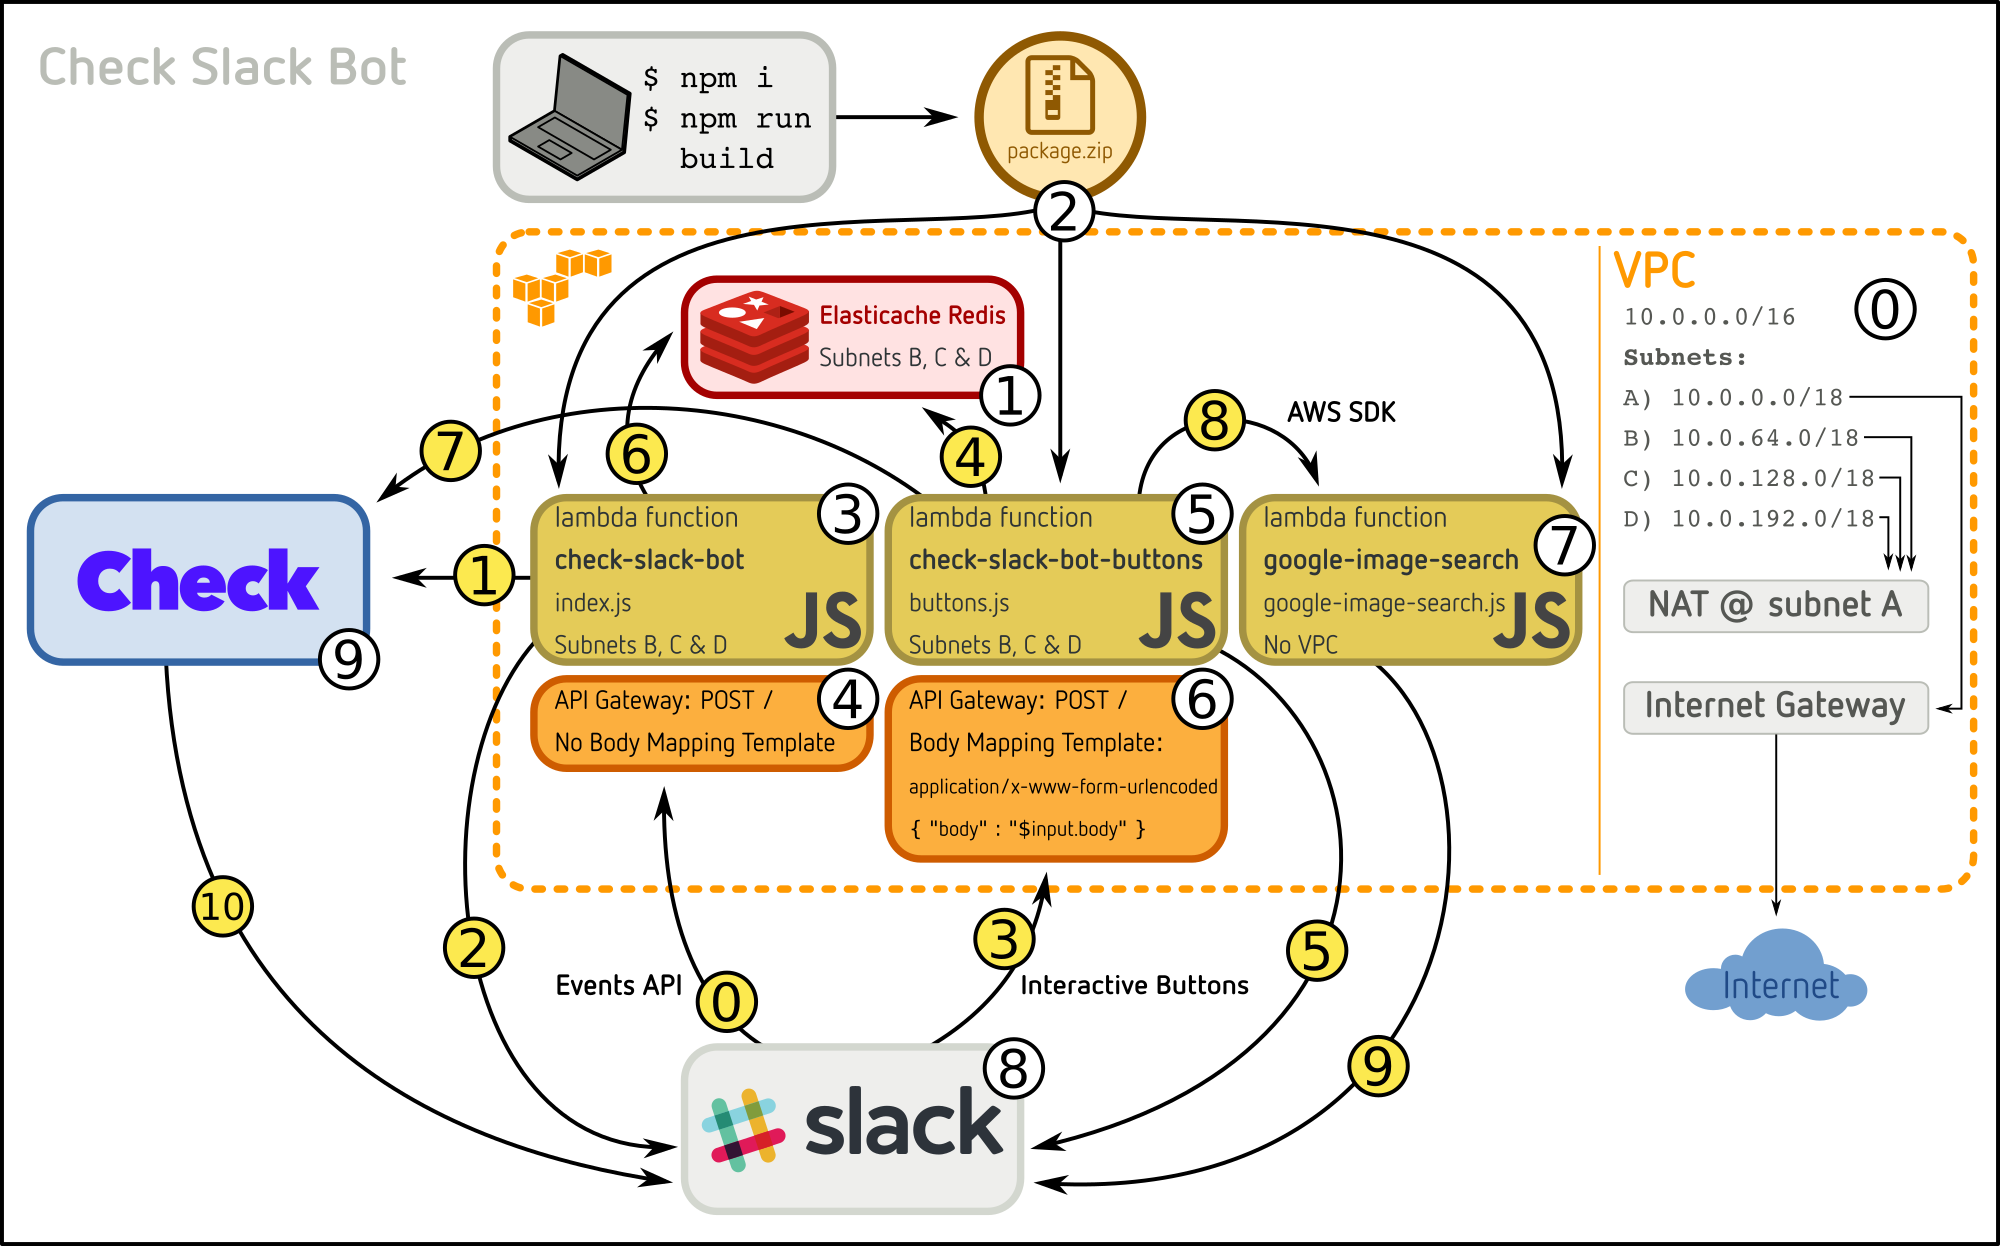 Check Slack Bot
$ npm i
$ npm run
build
package.zip
2
VPC
10.0.0.0/16
0
Subnets:
A) 10.0.0.0/18
B) 10.0.64.0/18
C) 10.0.128.0/18
D) 10.0.192.0/18
NAT @ subnet A
Internet Gateway
Internet
Elasticache Redis
Subnets B, C & D
1
7
6
4
8
AWS SDK
Check
9
1
lambda function
check-slack-bot
index.js
Subnets B, C & D
JS
3
lambda function
check-slack-bot-buttons
buttons.js
Subnets B, C & D
JS
5
lambda function
google-image-search
google-image-search.js
No VPC
JS
7
API Gateway: POST /
No Body Mapping Template
4
API Gateway: POST /
Body Mapping Template:
application/x-www-form-urlencoded
{ "body" : "$input.body" }
6
10
2
Events API
0
3
Interactive Buttons
5
9
slack
8